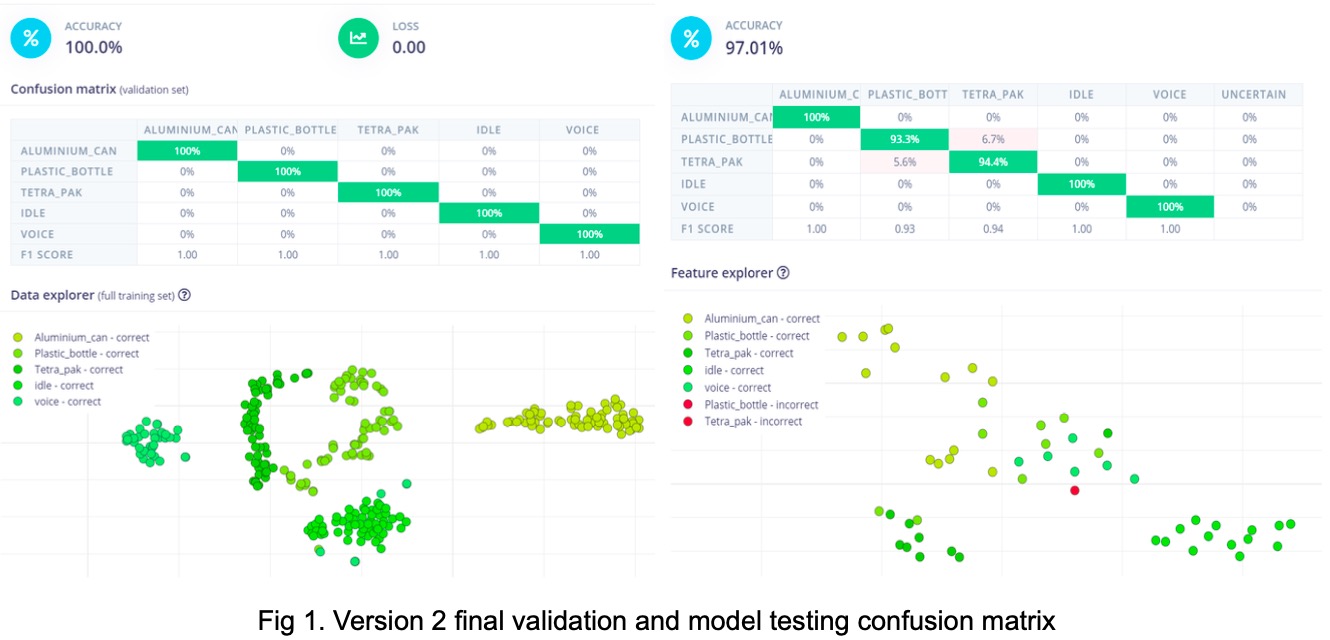 ACCURACY
100.0%
LOSS
0.00
Confusion matrix (validation set)
ALUMINIUM_CAN PLASTIC_BOTTLE TETRA_PAK IDLE VOICE
ALUMINIUM_CAN 100% 0% 0% 0% 0%
PLASTIC_BOTTLE 0% 100% 0% 0% 0%
TETRA_PAK 0% 0% 100% 0% 0%
IDLE 0% 0% 0% 100% 0%
VOICE 0% 0% 0% 0% 100%
F1 SCORE 1.00 1.00 1.00 1.00 1.00
Data explorer (full training set) ?
Aluminium_can - correct
Plastic_bottle - correct
Tetra_pak - correct
idle - correct
voice - correct
%
ACCURACY
97.01%
ALUMINIUM_C PLASTIC_BOTT TETRA_PAK IDLE VOICE UNCERTAIN
ALUMINIUM_CAN 100% 0% 0% 0% 0% 0%
PLASTIC_BOTTLE 0% 93.3% 6.7% 0% 0% 0%
TETRA_PAK 0% 5.6% 94.4% 0% 0% 0%
IDLE 0% 0% 0% 100% 0% 0%
VOICE 0% 0% 0% 0% 100% 0%
F1 SCORE 1.00 0.93 0.94 1.00 1.00
Feature explorer ?
Aluminium_can - correct
Plastic_bottle - correct
Tetra_pak - correct
idle - correct
voice - correct
Plastic_bottle - incorrect
Tetra_pak - incorrect
Fig 1. Version 2 final validation and model testing confusion matrix